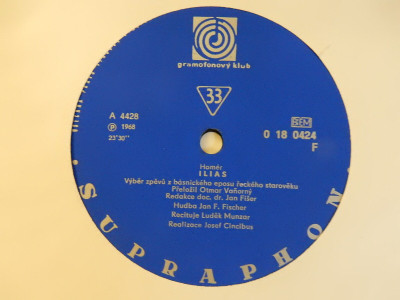 gramofonový klub
33
A 4428
Ⓟ 1968
23'30''
BIEM
0 18 0424
F
Homér
ILIAS
Výběr zpěvů z básnického eposu řeckého starověku
Přeložil Otmar Vaňorný
Redakce doc. dr. Jan Fišer
Hudba Jan F. Fischer
Recituje Luděk Munzar
Realizace Josef Cincibus
SUPRAPHON